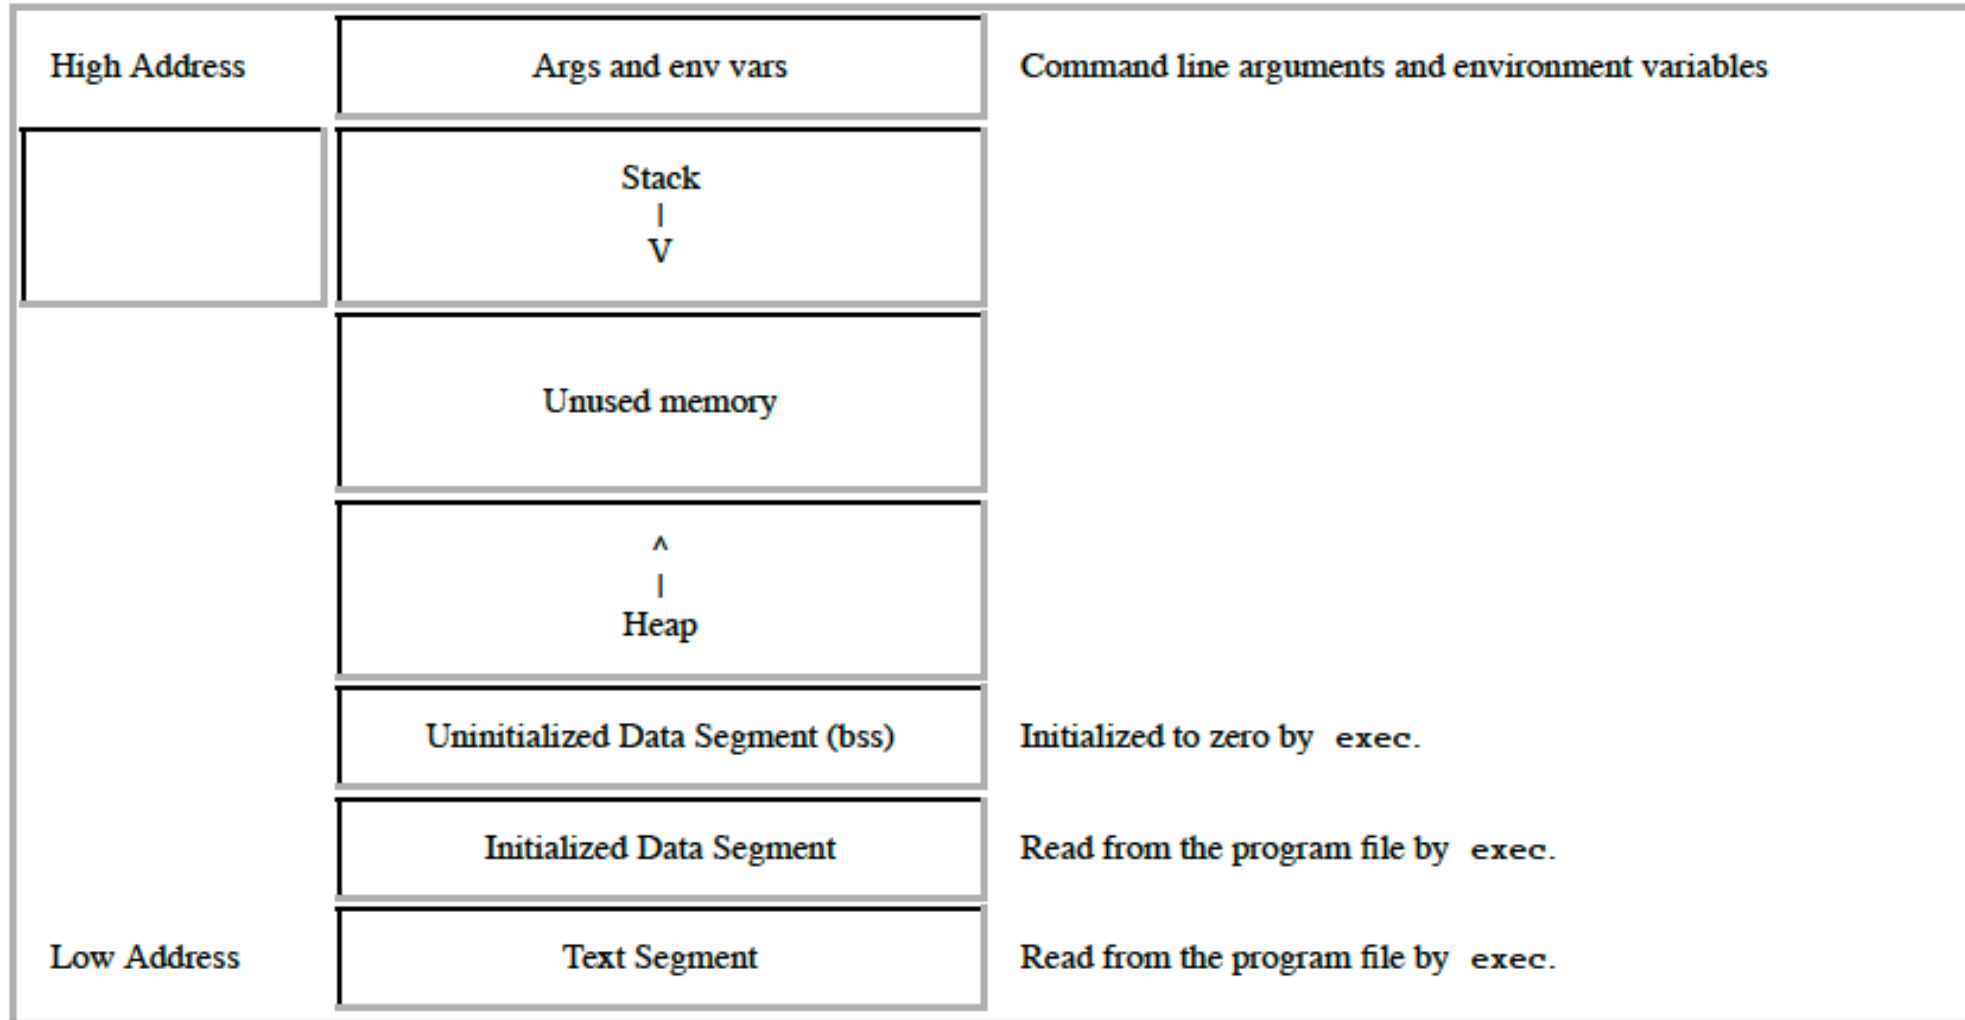 High Address Args and env vars Command line arguments and environment variables
Stack
|
V
Unused memory
^
|
Heap
Uninitialized Data Segment (bss) Initialized to zero by exec.
Initialized Data Segment Read from the program file by exec.
Low Address Text Segment Read from the program file by exec.